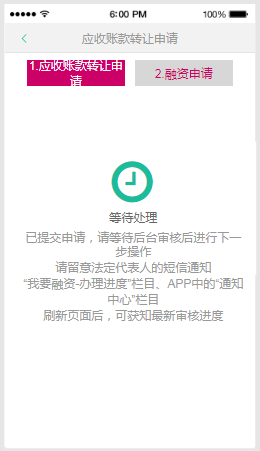 6:00 PM
100%
应收账款转让申请
1.应收账款转让申
请
2.融资申请
等待处理
已提交申请，请等待后台审核后进行下一
步操作
请留意法定代表人的短信通知
“我要融资-办理进度”栏目、APP中的“通知
中心”栏目
刷新页面后，可获知最新审核进度